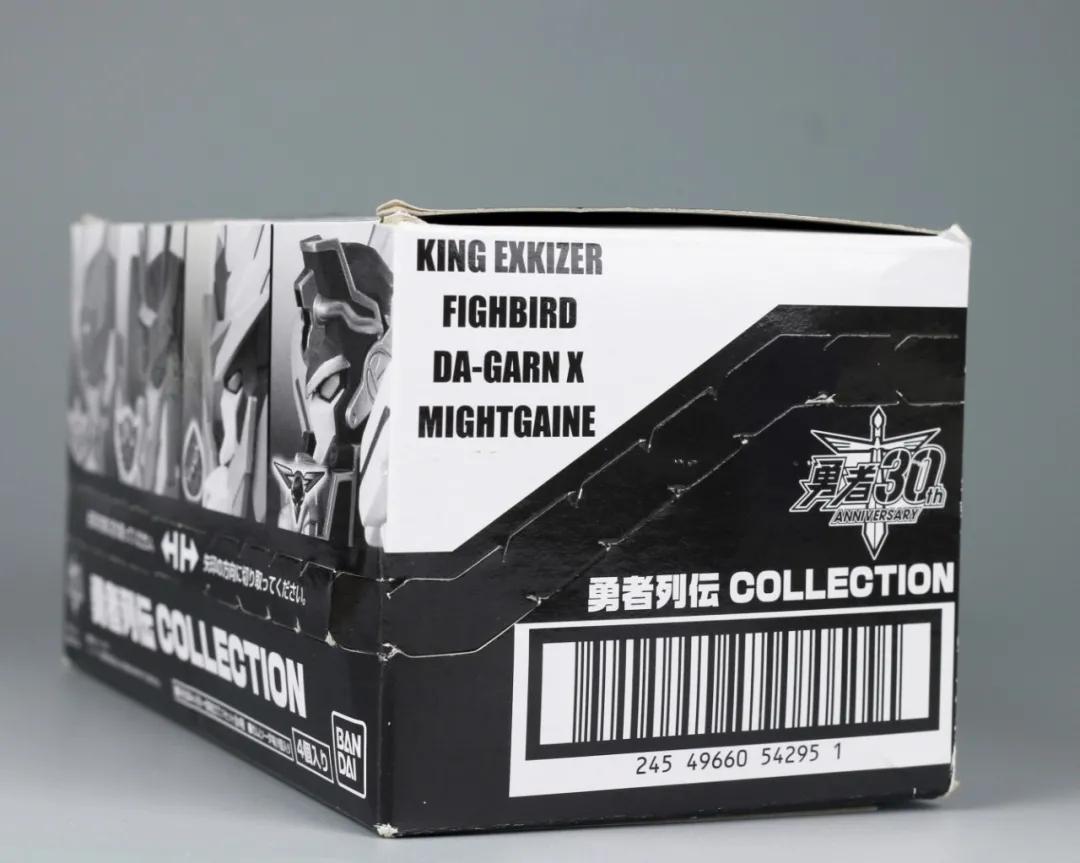 KING EXKIZER
FIGHBIRD
DA-GARN X
MIGHTGAINE
勇者30th
ANNIVERSARY
勇者列伝 COLLECTION
245 49660 54295 1
矢印の方向に切り取ってください。
勇者列伝 COLLECTION
4個入り
BAN
DAI